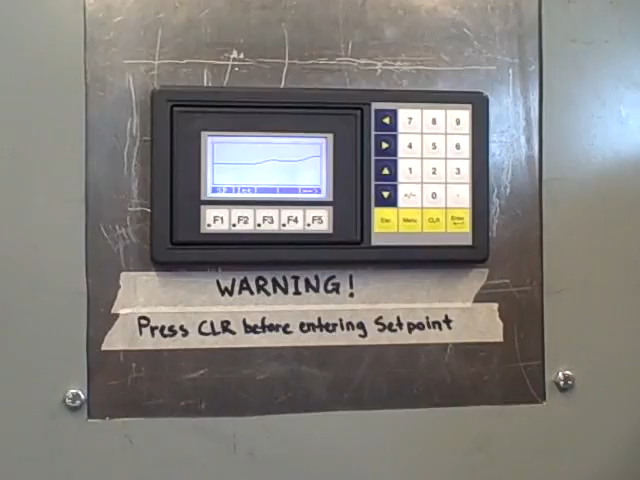 7 8 9
4 5 6
1 2 3
+/- 0 .
Esc Menu CLR Enter
F1 F2 F3 F4 F5
WARNING!
Press CLR before entering Setpoint